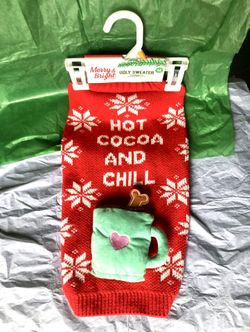 Merry &
Bright
UGLY SWEATER
HOT
COCOA
AND
CHILL